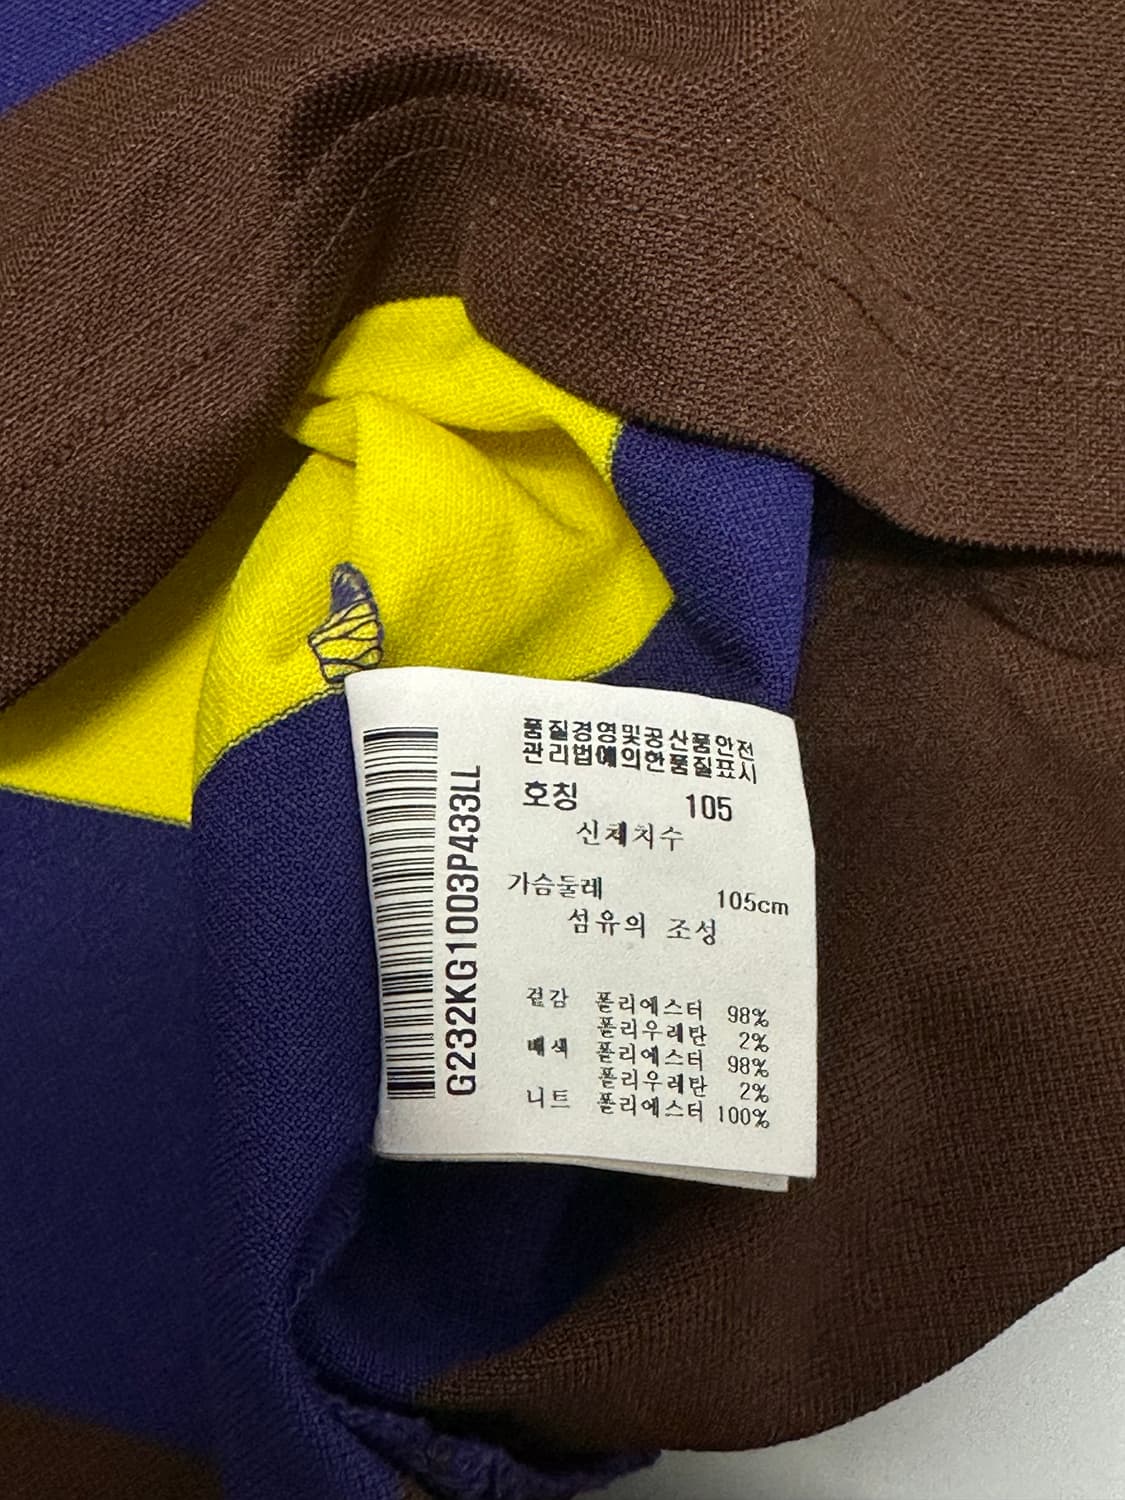 품질경영및공산품안전
관리법에의한품질표시
호칭 105
신체치수
가슴둘레 105cm
섬유의 조성
겉감 폴리에스터 98%
폴리우레탄 2%
배색 폴리에스터 98%
폴리우레탄 2%
니트 폴리에스터 100%
G232KG1003P433LL